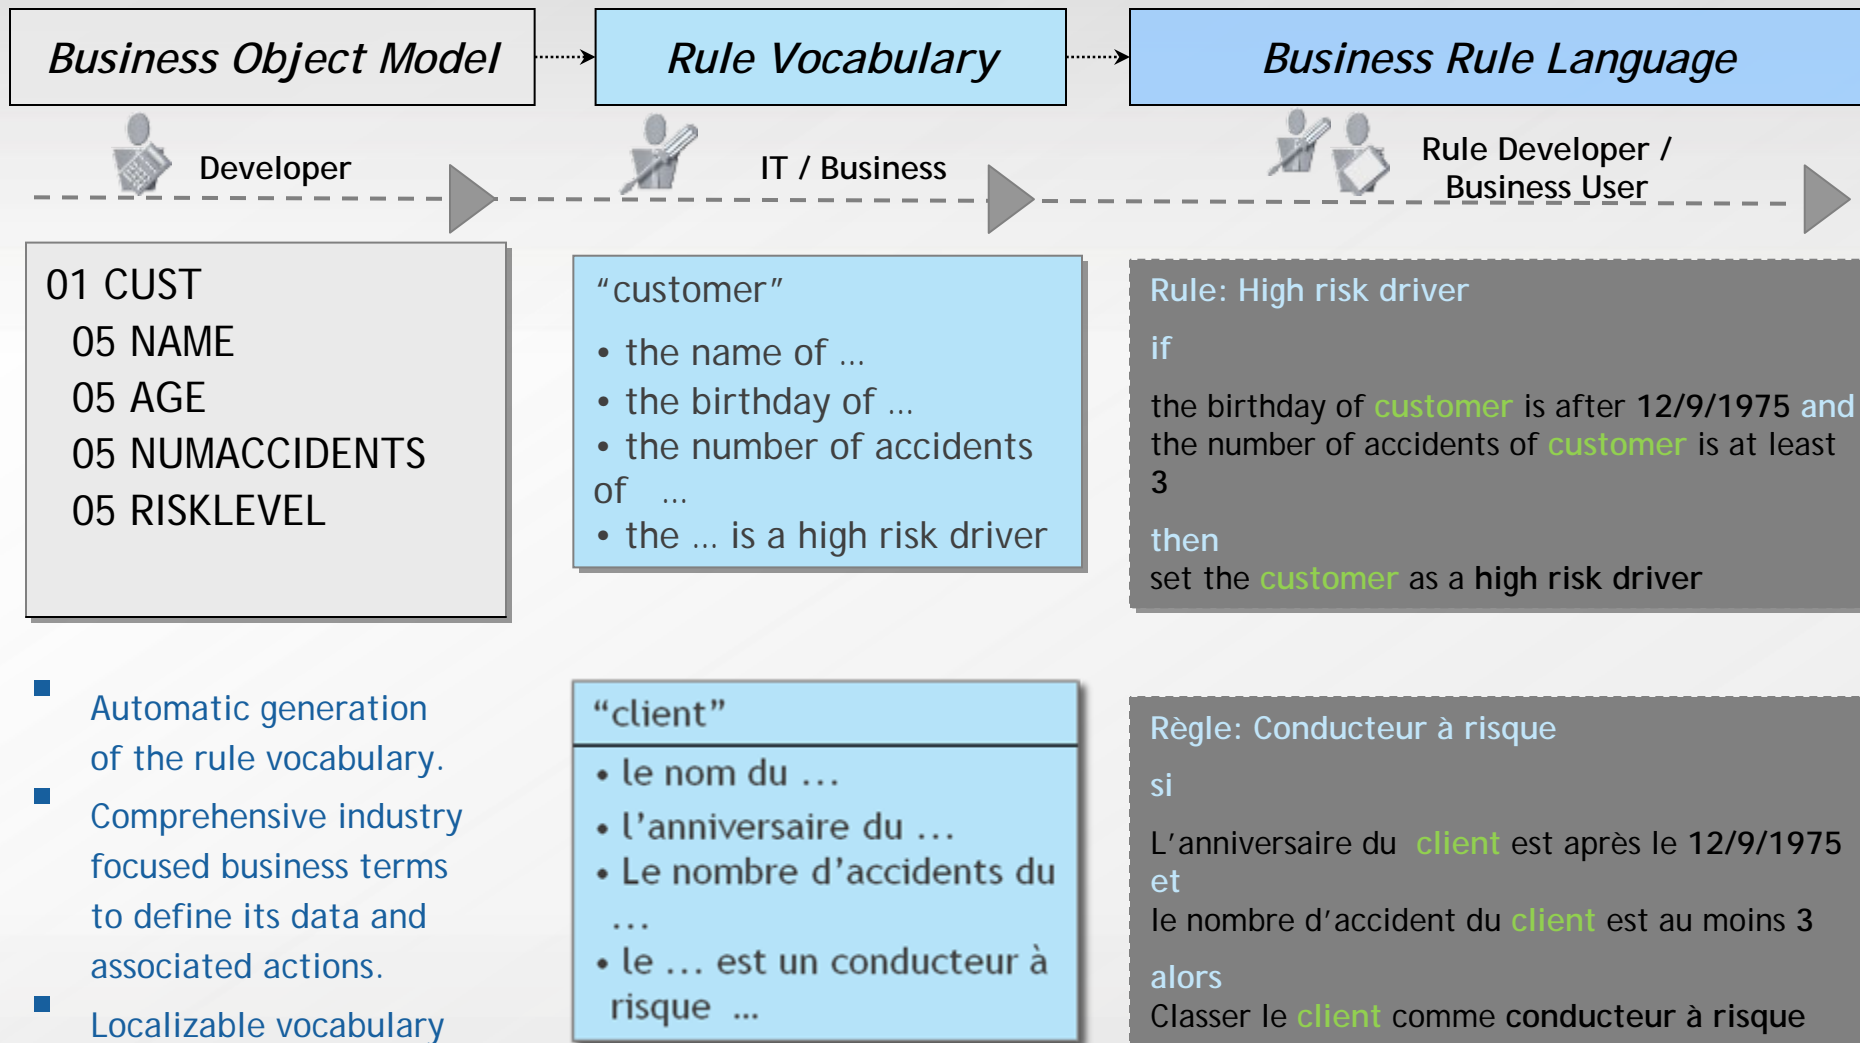 Business Object Model
Rule Vocabulary
Business Rule Language
Developer
IT / Business
Rule Developer /
Business User
01 CUST
05 NAME
05 AGE
05 NUMACCIDENTS
05 RISKLEVEL
“customer”
• the name of ...
• the birthday of ...
• the number of accidents
of ...
• the ... is a high risk driver
Rule: High risk driver
if
the birthday of customer is after 12/9/1975 and
the number of accidents of customer is at least
3
then
set the customer as a high risk driver
Automatic generation
of the rule vocabulary.
Comprehensive industry
focused business terms
to define its data and
associated actions.
Localizable vocabulary
“client”
• le nom du ...
• l’anniversaire du ...
• Le nombre d’accidents du
...
• le ... est un conducteur à
risque ...
Règle: Conducteur à risque
si
L’anniversaire du client est après le 12/9/1975
et
le nombre d’accident du client est au moins 3
alors
Classer le client comme conducteur à risque